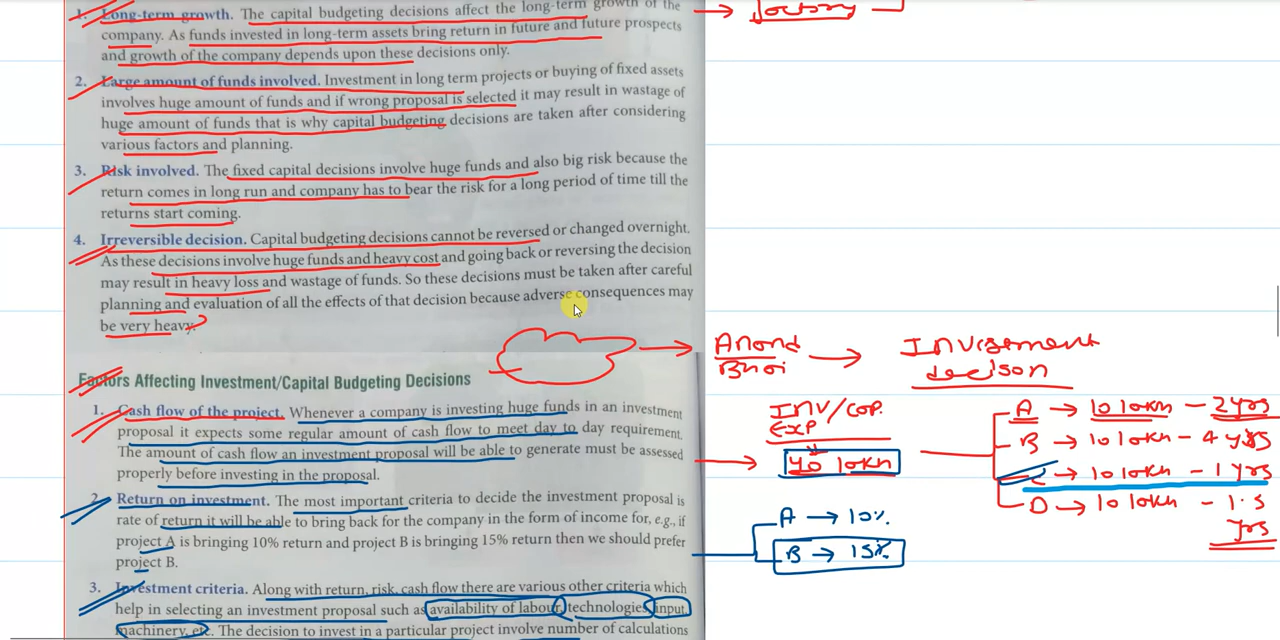 1. Long-term growth. The capital budgeting decisions affect the long-term growth of the
company. As funds invested in long-term assets bring return in future and future prospects
and growth of the company depends upon these decisions only.
2. Large amount of funds involved. Investment in long term projects or buying of fixed assets
involves huge amount of funds and if wrong proposal is selected it may result in wastage of
huge amount of funds that is why capital budgeting decisions are taken after considering
various factors and planning.
3. Risk involved. The fixed capital decisions involve huge funds and also big risk because the
return comes in long run and company has to bear the risk for a long period of time till the
returns start coming.
4. Irreversible decision. Capital budgeting decisions cannot be reversed or changed overnight.
As these decisions involve huge funds and heavy cost and going back or reversing the decision
may result in heavy loss and wastage of funds. So these decisions must be taken after careful
planning and evaluation of all the effects of that decision because adverse consequences may
be very heavy.
Factors Affecting Investment/Capital Budgeting Decisions
1. Cash flow of the project. Whenever a company is investing huge funds in an investment
proposal it expects some regular amount of cash flow to meet day to day requirement.
The amount of cash flow an investment proposal will be able to generate must be assessed
properly before investing in the proposal.
2. Return on investment. The most important criteria to decide the investment proposal is
rate of return it will be able to bring back for the company in the form of income for, e.g., if
project A is bringing 10% return and project B is bringing 15% return then we should prefer
project B.
3. Investment criteria. Along with return, risk, cash flow there are various other criteria which
help in selecting an investment proposal such as availability of labour, technologies, input,
machinery, etc. The decision to invest in a particular project involve number of calculations
→ factory
→ Anand
Bhai
→ Invesement
decison
INV/cap.
EXP
40 lakh
A → 10 lakh - 2 yrs
B → 10 lakh - 4 yrs
C → 10 lakh - 1 yrs
D → 10 lakh - 1.5
yrs
A → 10%
B → 15%